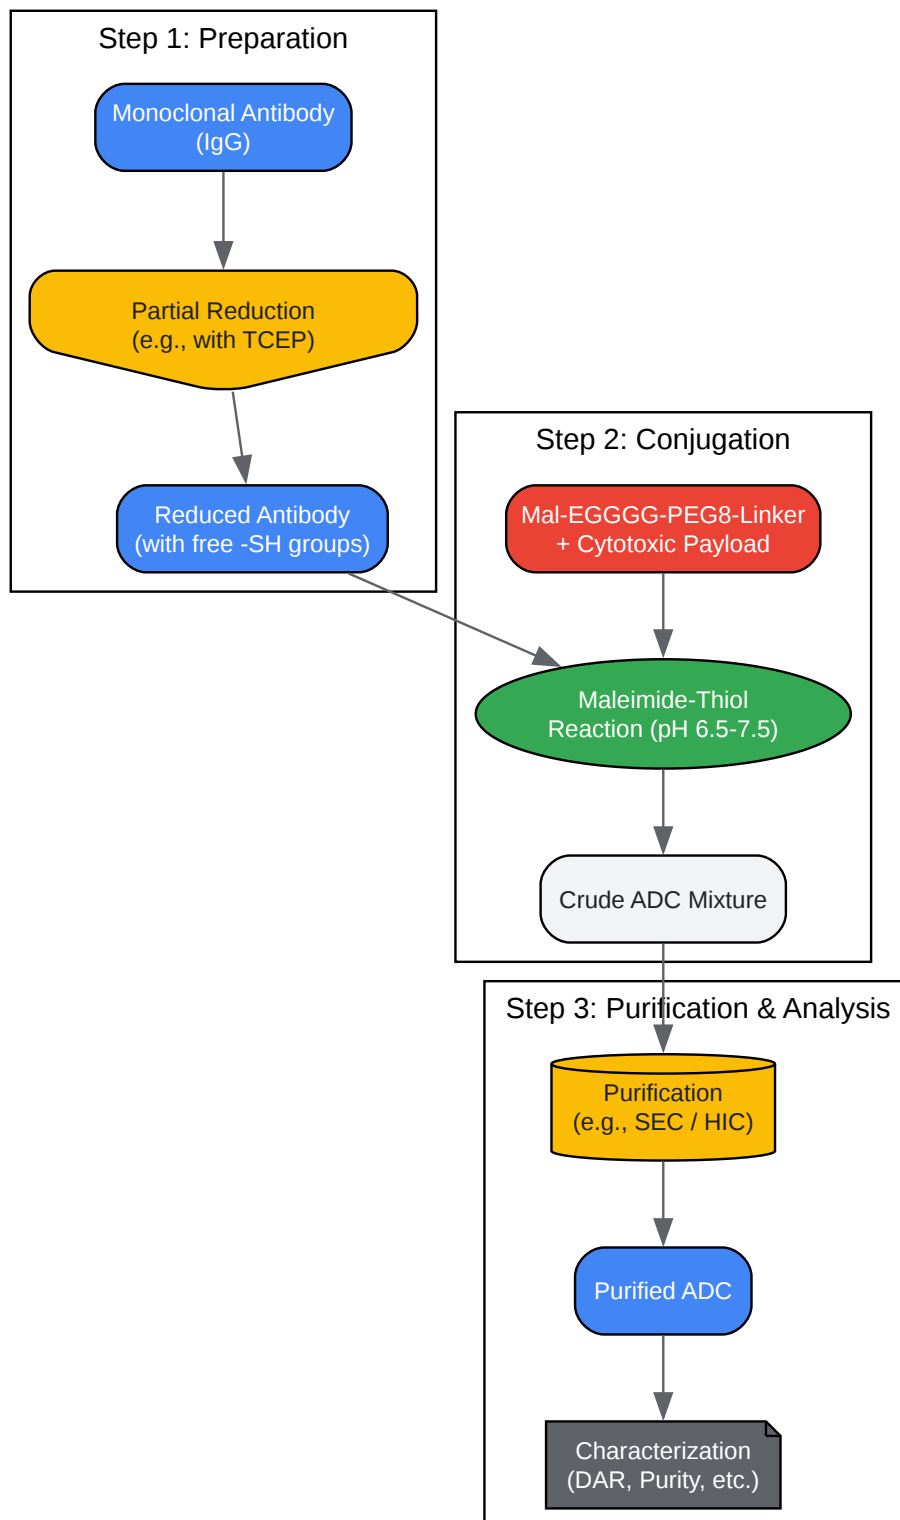 Step 1: Preparation
Monoclonal Antibody
(IgG)
Partial Reduction
(e.g., with TCEP)
Reduced Antibody
(with free -SH groups)
Step 2: Conjugation
Mal-EGGGG-PEG8-Linker
+ Cytotoxic Payload
Maleimide-Thiol
Reaction (pH 6.5-7.5)
Crude ADC Mixture
Step 3: Purification & Analysis
Purification
(e.g., SEC / HIC)
Purified ADC
Characterization
(DAR, Purity, etc.)